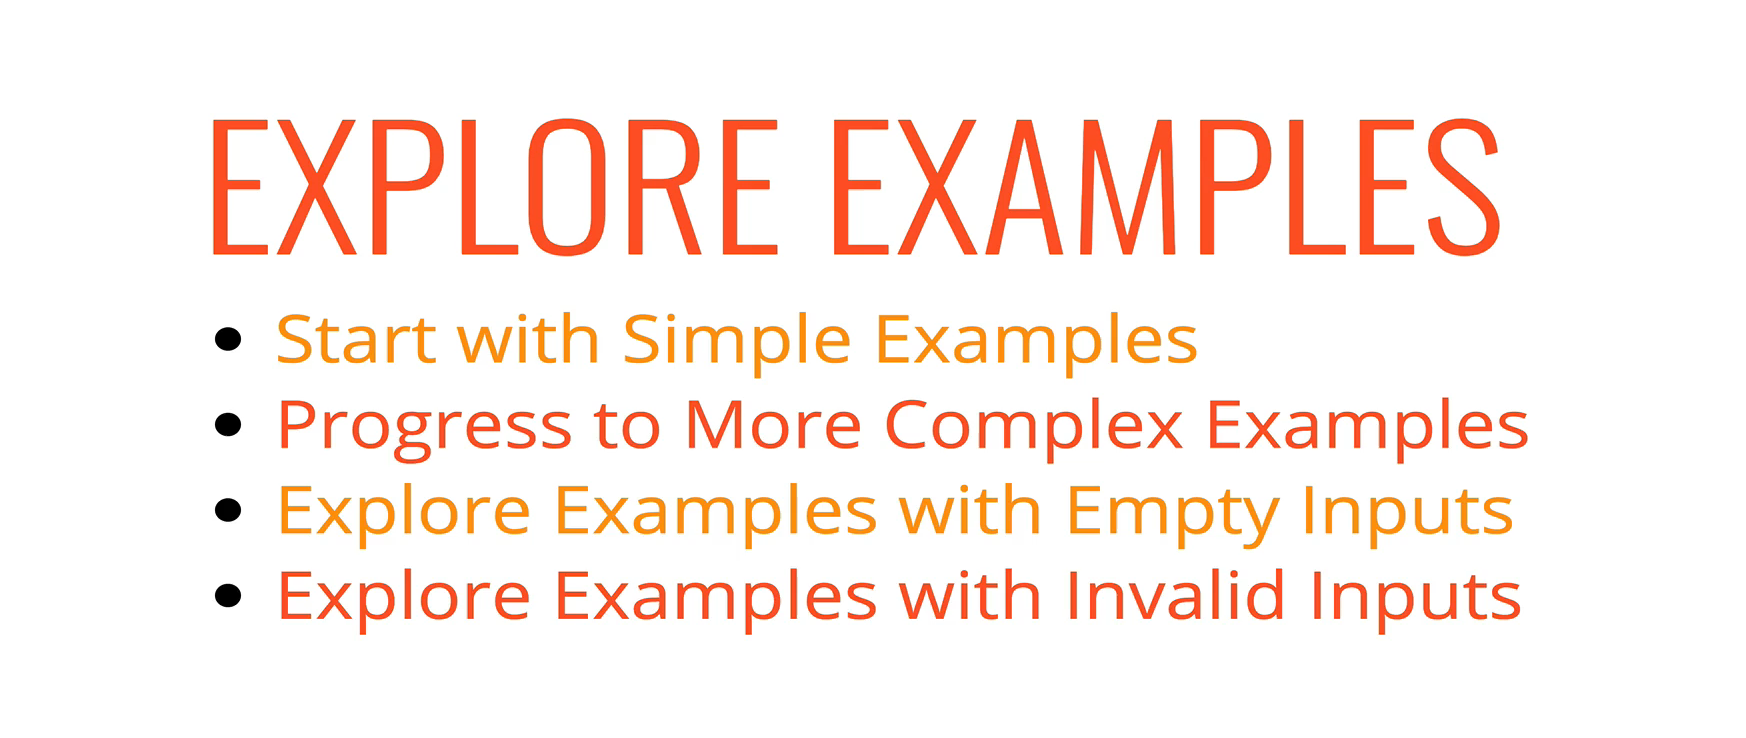 EXPLORE EXAMPLES
• Start with Simple Examples
• Progress to More Complex Examples
• Explore Examples with Empty Inputs
• Explore Examples with Invalid Inputs